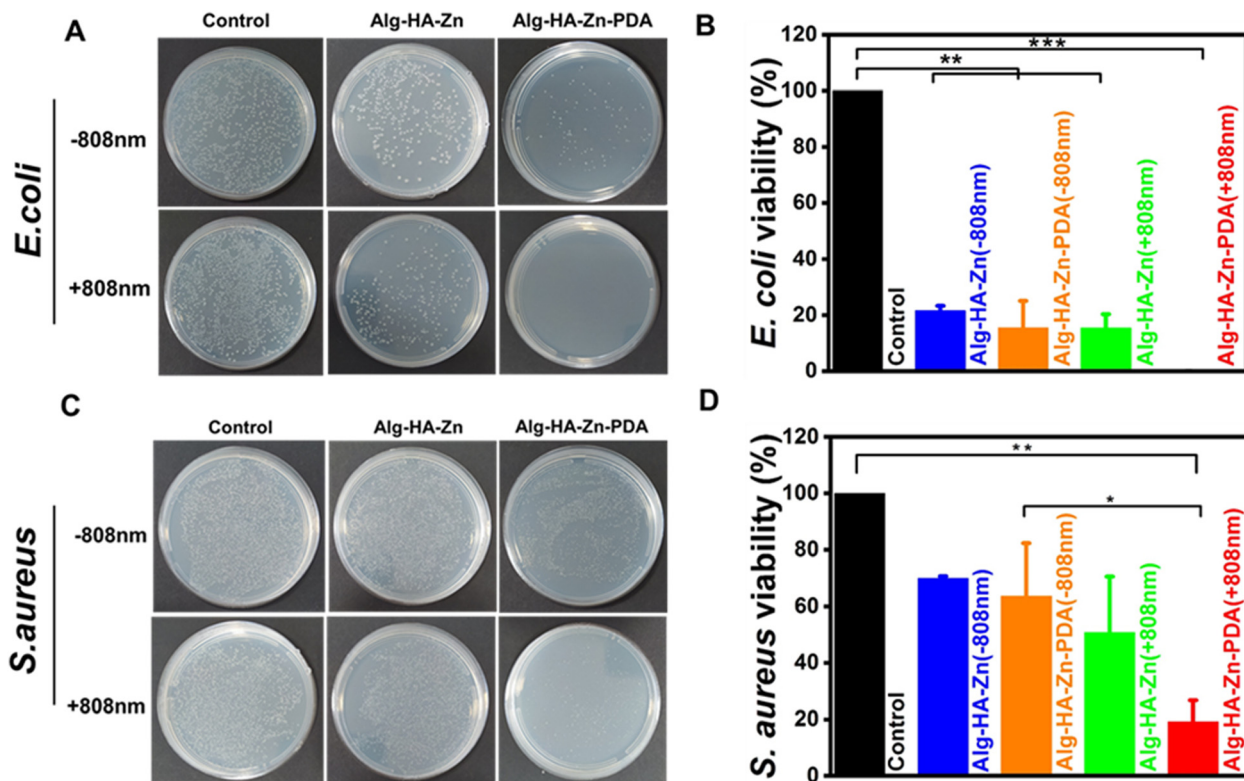 A
Control
Alg-HA-Zn
Alg-HA-Zn-PDA
E.coli
-808nm
+808nm
B
E. coli viability (%)
120
100
80
60
40
20
0
**
***
Control
Alg-HA-Zn(-808nm)
Alg-HA-Zn-PDA(-808nm)
Alg-HA-Zn(+808nm)
Alg-HA-Zn-PDA(+808nm)
C
Control
Alg-HA-Zn
Alg-HA-Zn-PDA
S.aureus
-808nm
+808nm
D
S. aureus viability (%)
120
100
80
60
40
20
0
**
*
Control
Alg-HA-Zn(-808nm)
Alg-HA-Zn-PDA(-808nm)
Alg-HA-Zn(+808nm)
Alg-HA-Zn-PDA(+808nm)